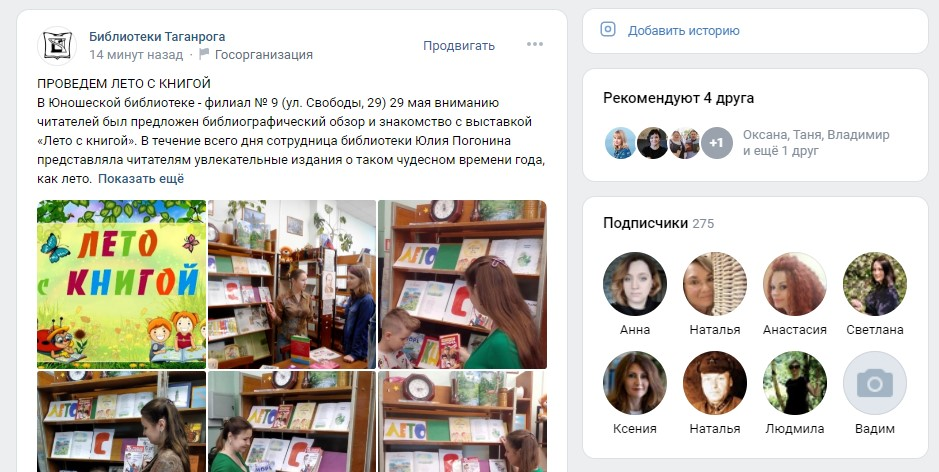 Библиотеки Таганрога
14 минут назад · Госорганизация
Продвигать
ПРОВЕДЕМ ЛЕТО С КНИГОЙ
В Юношеской библиотеке - филиал № 9 (ул. Свободы, 29) 29 мая вниманию
читателей был предложен библиографический обзор и знакомство с выставкой
«Лето с книгой». В течение всего дня сотрудница библиотеки Юлия Погонина
представляла читателям увлекательные издания о таком чудесном времени года,
как лето. Показать ещё
ЛЕТО
С КНИГОЙ
ЛЕТО
С
ЛЕТО
С
ЛЕТО
С
ЛЕТО
С
Добавить историю
Рекомендуют 4 друга
+1
Оксана, Таня, Владимир
и ещё 1 друг
Подписчики 275
Анна
Наталья
Анастасия
Светлана
Ксения
Наталья
Людмила
Вадим